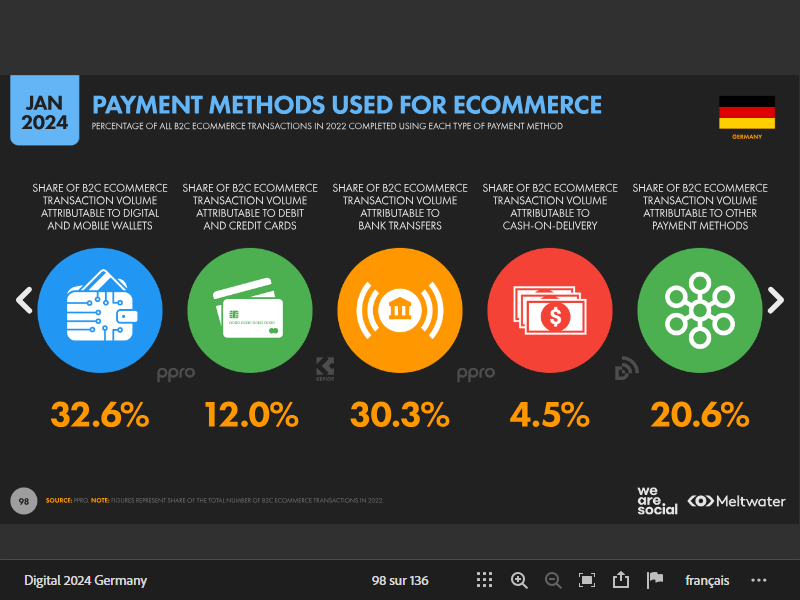 JAN
2024
PAYMENT METHODS USED FOR ECOMMERCE
PERCENTAGE OF ALL B2C ECOMMERCE TRANSACTIONS IN 2022 COMPLETED USING EACH TYPE OF PAYMENT METHOD
GERMANY
SHARE OF B2C ECOMMERCE
TRANSACTION VOLUME
ATTRIBUTABLE TO DIGITAL
AND MOBILE WALLETS
SHARE OF B2C ECOMMERCE
TRANSACTION VOLUME
ATTRIBUTABLE TO DEBIT
AND CREDIT CARDS
SHARE OF B2C ECOMMERCE
TRANSACTION VOLUME
ATTRIBUTABLE TO
BANK TRANSFERS
SHARE OF B2C ECOMMERCE
TRANSACTION VOLUME
ATTRIBUTABLE TO
CASH-ON-DELIVERY
SHARE OF B2C ECOMMERCE
TRANSACTION VOLUME
ATTRIBUTABLE TO OTHER
PAYMENT METHODS
$
ppro
KEPIOS
ppro
32.6%
12.0%
30.3%
4.5%
20.6%
98
SOURCE: PPRO. NOTE: FIGURES REPRESENT SHARE OF THE TOTAL NUMBER OF B2C ECOMMERCE TRANSACTIONS IN 2022.
we
are
social
Meltwater
Digital 2024 Germany
98 sur 136
français